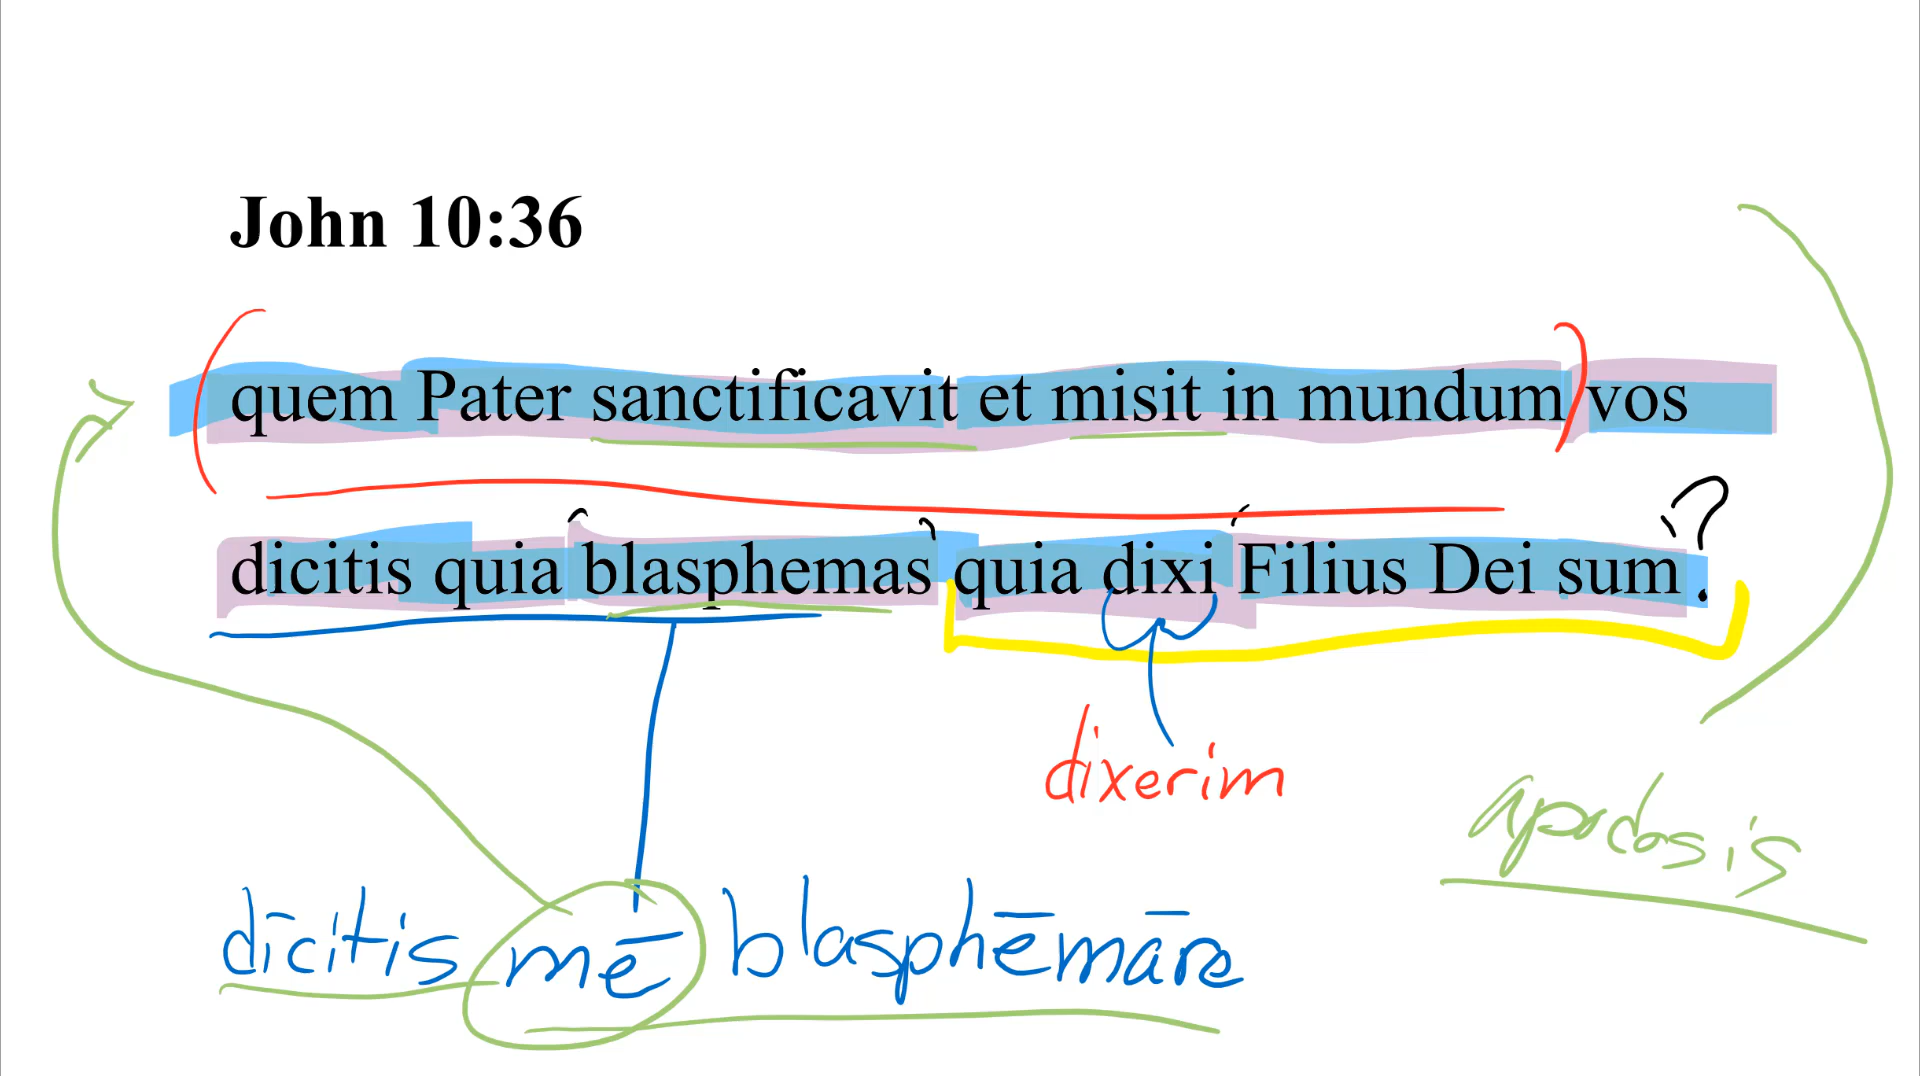 John 10:36
(quem Pater sanctificavit et misit in mundum) vos
dicitis quia 'blasphemas' quia dixi 'Filius Dei sum.?
dixerim
apodosis
dīcitis mē blasphēmāre